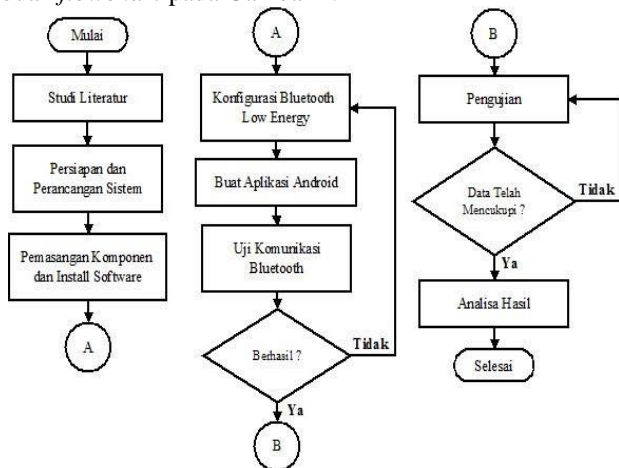 pada
Mulai
Studi Literatur
Persiapan dan
Perancangan Sistem
Pemasangan Komponen
dan Install Software
A
A
Konfigurasi Bluetooth
Low Energy
Buat Aplikasi Android
Uji Komunikasi
Bluetooth
Berhasil ?
Tidak
Ya
B
B
Pengujian
Data Telah
Mencukupi ?
Tidak
Ya
Analisa Hasil
Selesai